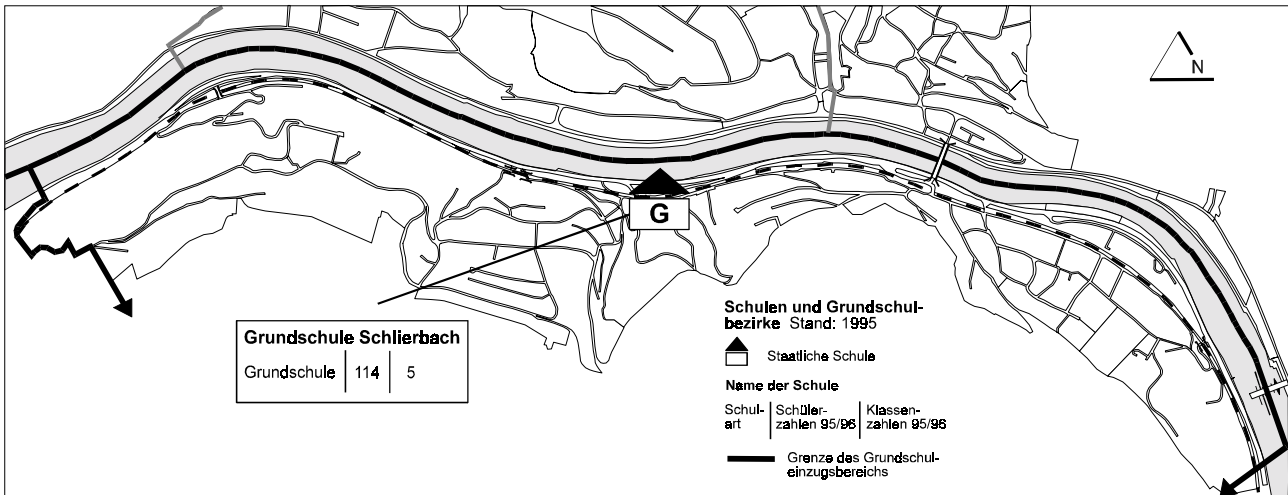 N
G
Grundschule Schlierbach
Grundschule 114 5
Schulen und Grundschul-
bezirke Stand: 1995
Staatliche Schule
Name der Schule
Schul- Schüler- Klassen-
art zahlen 95/96 zahlen 95/96
Grenze des Grundschul-
einzugsbereichs